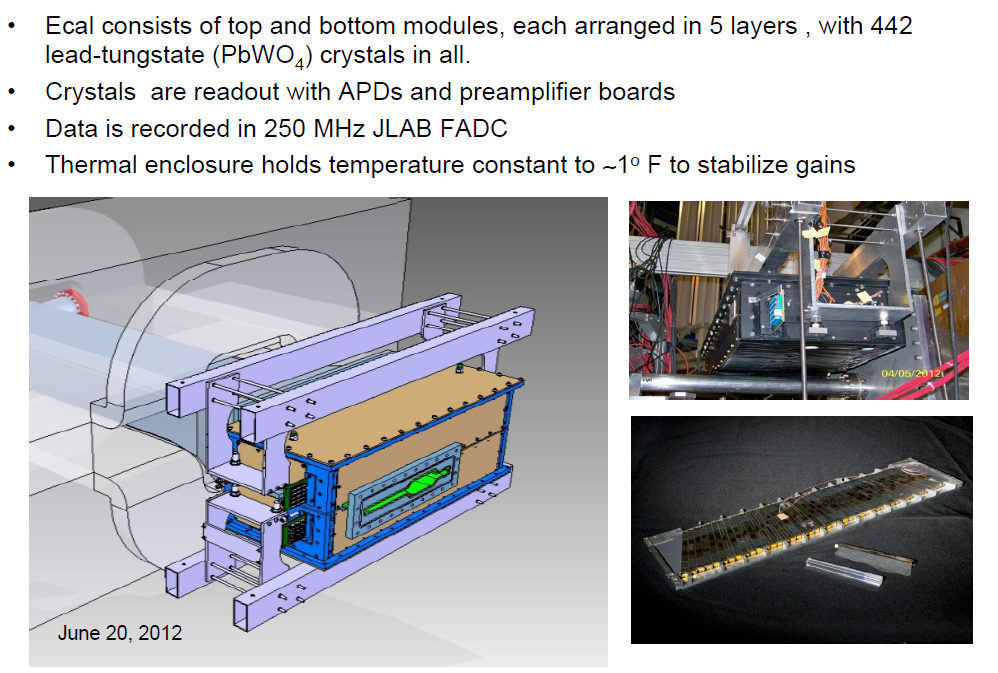 • Ecal consists of top and bottom modules, each arranged in 5 layers , with 442
lead-tungstate (PbWO₄) crystals in all.
• Crystals are readout with APDs and preamplifier boards
• Data is recorded in 250 MHz JLAB FADC
• Thermal enclosure holds temperature constant to ~1º F to stabilize gains
04/05/2012
June 20, 2012